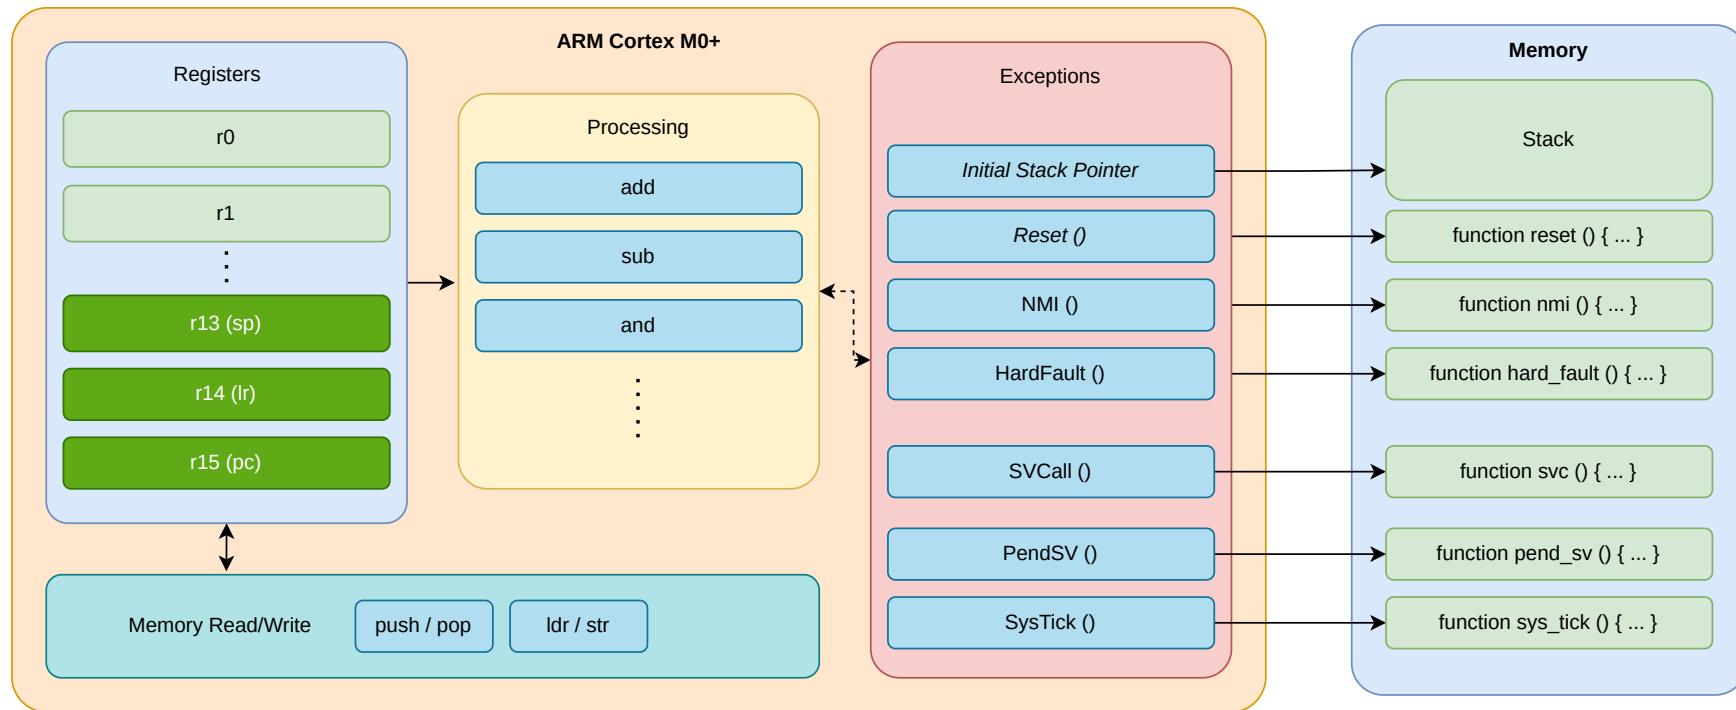 ARM Cortex M0+
Registers
r0
r1
r13 (sp)
r14 (lr)
r15 (pc)
Processing
add
sub
and
Memory Read/Write
push / pop
ldr / str
Exceptions
Initial Stack Pointer
Reset ()
NMI ()
HardFault ()
SVCall ()
PendSV ()
SysTick ()
Memory
Stack
function reset () { ... }
function nmi () { ... }
function hard_fault () { ... }
function svc () { ... }
function pend_sv () { ... }
function sys_tick () { ... }